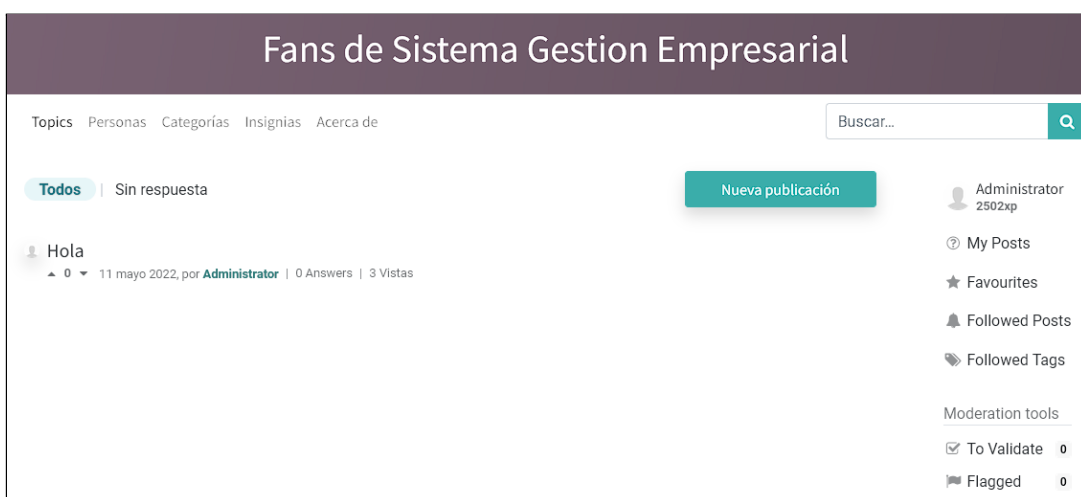 Fans de Sistema Gestion Empresarial
Topics Personas Categorías Insignias Acerca de
Buscar...
Todos | Sin respuesta
Nueva publicación
Hola
0 11 mayo 2022, por Administrator | 0 Answers | 3 Vistas
Administrator
2502xp
My Posts
Favourites
Followed Posts
Followed Tags
Moderation tools
To Validate 0
Flagged 0